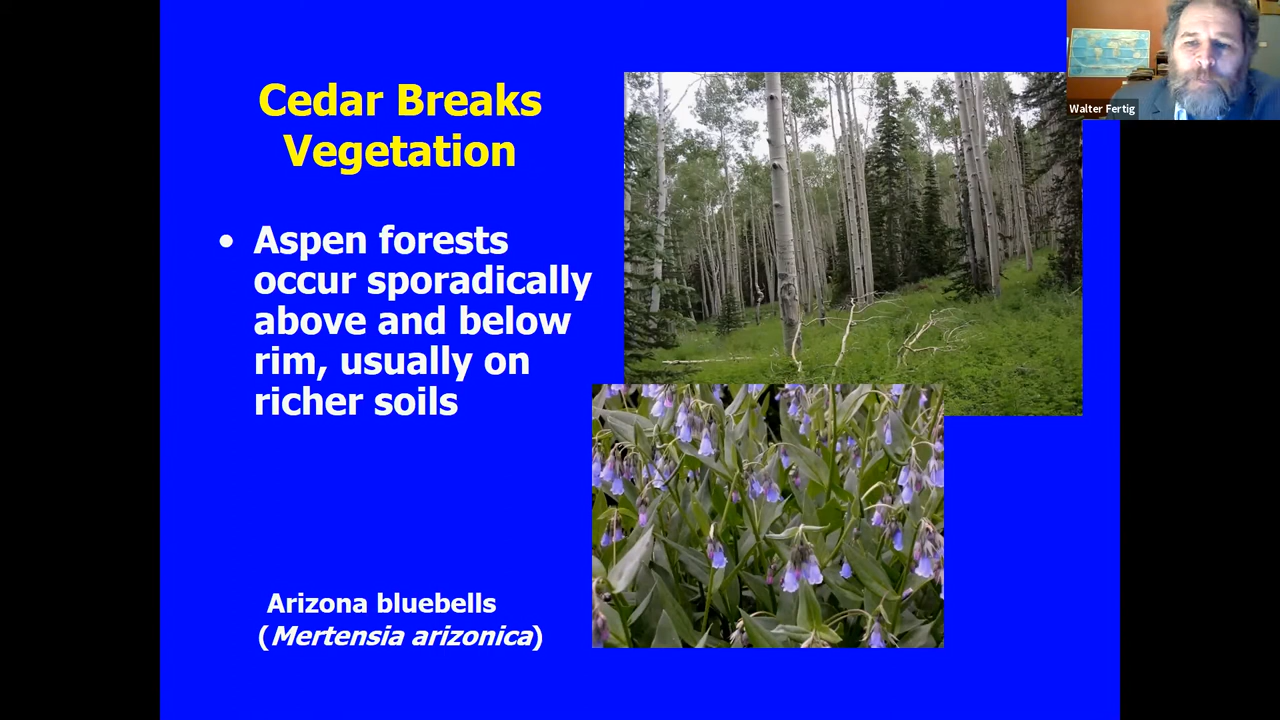 Cedar Breaks
Vegetation
• Aspen forests
occur sporadically
above and below
rim, usually on
richer soils
Arizona bluebells
(Mertensia arizonica)
Walter Fertig